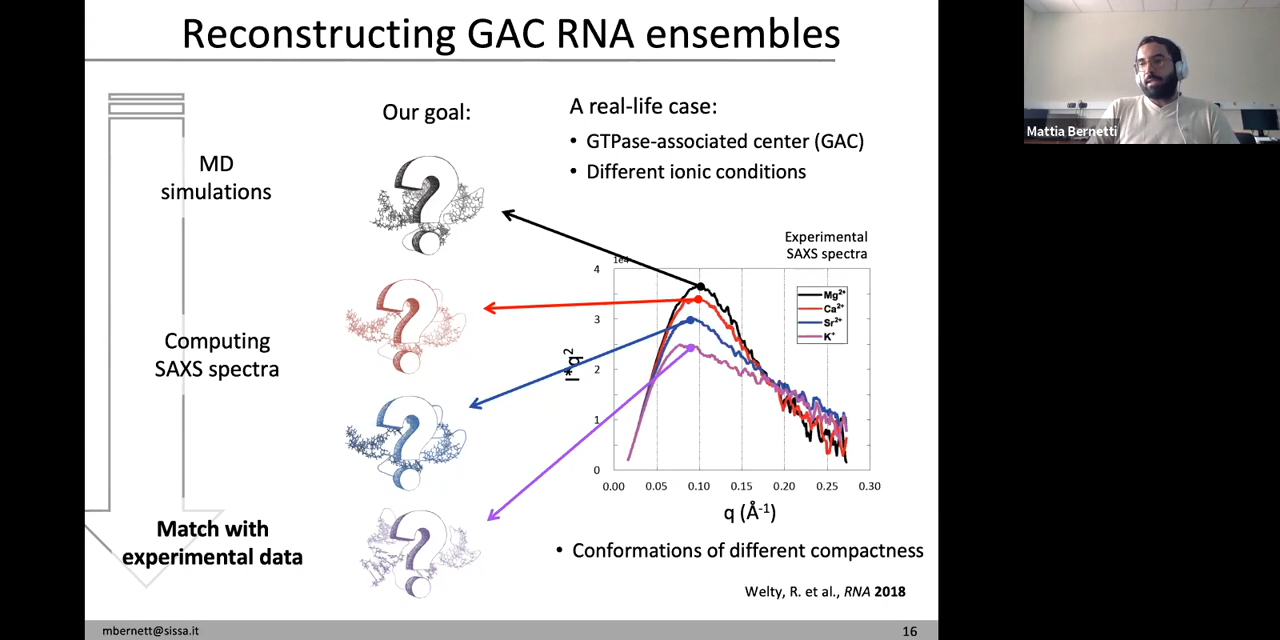 Reconstructing GAC RNA ensembles
MD
simulations
Computing
SAXS spectra
Match with
experimental data
Our goal:
?
?
?
?
A real-life case:
• GTPase-associated center (GAC)
• Different ionic conditions
Experimental
SAXS spectra
1e4
4
3
2
1
0
I*q²
Mg²⁺
Ca²⁺
Sr²⁺
K⁺
0.00 0.05 0.10 0.15 0.20 0.25 0.30
q (Å⁻¹)
• Conformations of different compactness
Welty, R. et al., RNA 2018
mbernett@sissa.it
16
Mattia Bernetti